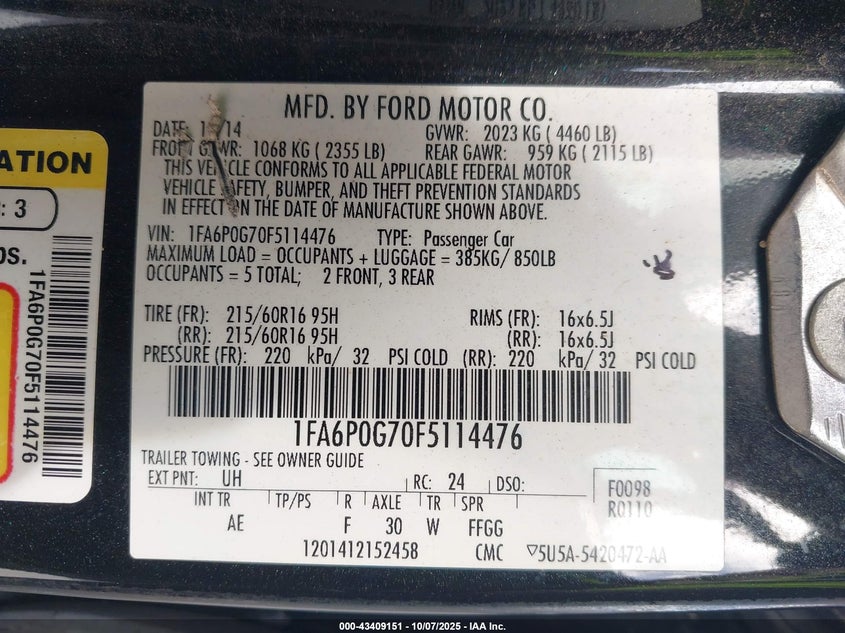 MFD. BY FORD MOTOR CO.
DATE: 1 /14 GVWR: 2023 KG ( 4460 LB)
FRONT GAWR: 1068 KG ( 2355 LB) REAR GAWR: 959 KG ( 2115 LB)
THIS VEHICLE CONFORMS TO ALL APPLICABLE FEDERAL MOTOR
VEHICLE SAFETY, BUMPER, AND THEFT PREVENTION STANDARDS
IN EFFECT ON THE DATE OF MANUFACTURE SHOWN ABOVE.
VIN: 1FA6P0G70F5114476 TYPE: Passenger Car
MAXIMUM LOAD = OCCUPANTS + LUGGAGE = 385KG/ 850LB
OCCUPANTS = 5 TOTAL; 2 FRONT, 3 REAR
TIRE (FR): 215/60R16 95H RIMS (FR): 16x6.5J
(RR): 215/60R16 95H (RR): 16x6.5J
PRESSURE (FR): 220 kPa/ 32 PSI COLD (RR): 220 kPa/ 32 PSI COLD
1FA6P0G70F5114476
TRAILER TOWING - SEE OWNER GUIDE
EXT PNT: UH RC: 24 DSO:
INT TR TP/PS R AXLE TR SPR
AE F 30 W FFGG
F0098
R0110
1201412152458 CMC ▽5U5A-5420472-AA
ATION
: 3
OS.
1FA6P0G70F5114476
000-43409151 - 10/07/2025 - IAA Inc.